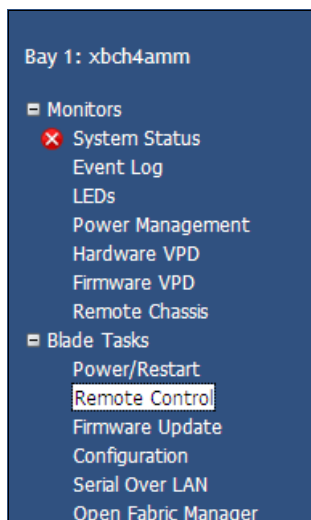 Bay 1: xbch4amm
Monitors
System Status
Event Log
LEDs
Power Management
Hardware VPD
Firmware VPD
Remote Chassis
Blade Tasks
Power/Restart
Remote Control
Firmware Update
Configuration
Serial Over LAN
Open Fabric Manager